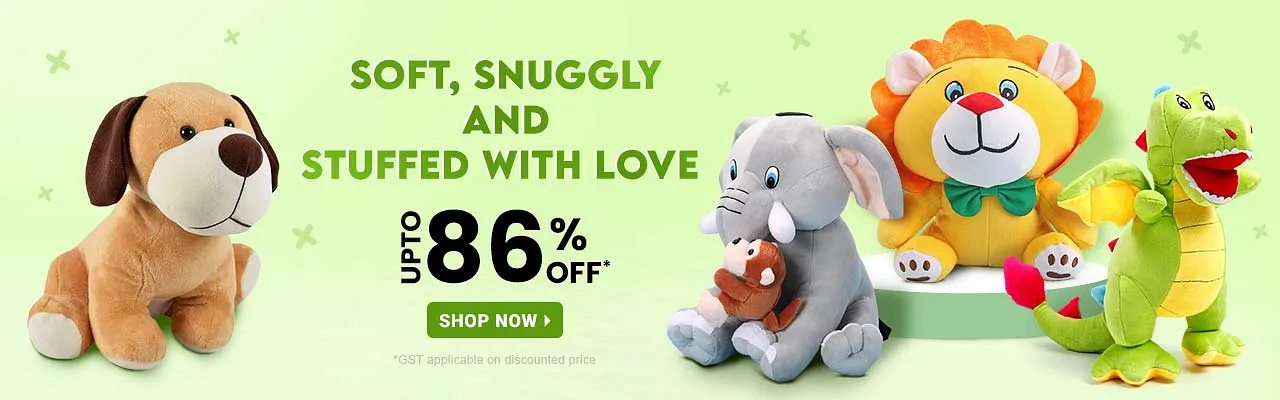 SOFT, SNUGGLY
AND
STUFFED WITH LOVE
UPTO 86% OFF*
SHOP NOW
*GST applicable on discounted price